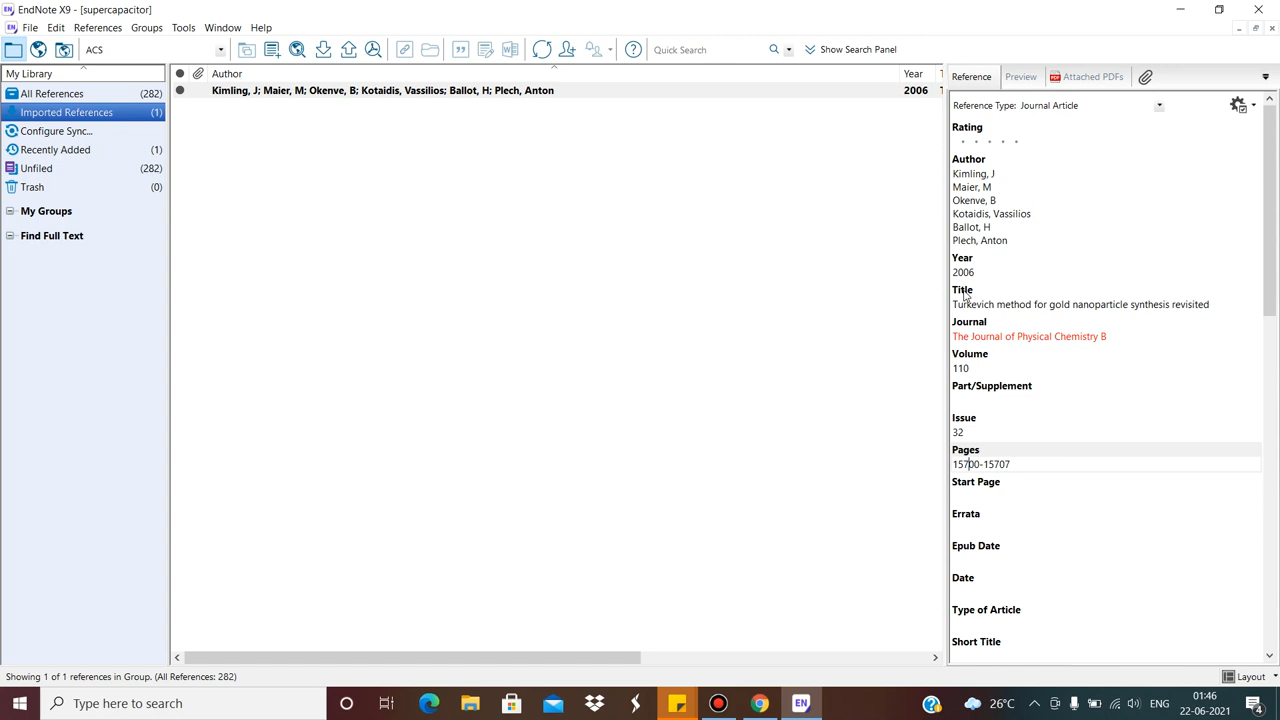 EN EndNote X9 - [supercapacitor]
EN File Edit References Groups Tools Window Help
ACS
Quick Search
Show Search Panel
My Library
All References (282)
Imported References (1)
Configure Sync...
Recently Added (1)
Unfiled (282)
Trash (0)
My Groups
Find Full Text
Author Year T
Kimling, J; Maier, M; Okenve, B; Kotaidis, Vassilios; Ballot, H; Plech, Anton 2006 T
Reference Preview Attached PDFs
Reference Type: Journal Article
Rating
Author
Kimling, J
Maier, M
Okenve, B
Kotaidis, Vassilios
Ballot, H
Plech, Anton
Year
2006
Title
Turkevich method for gold nanoparticle synthesis revisited
Journal
The Journal of Physical Chemistry B
Volume
110
Part/Supplement
Issue
32
Pages
15700-15707
Start Page
Errata
Epub Date
Date
Type of Article
Short Title
Showing 1 of 1 references in Group. (All References: 282)
Layout
Type here to search
EN
26°C
ENG
01:46
22-06-2021
4